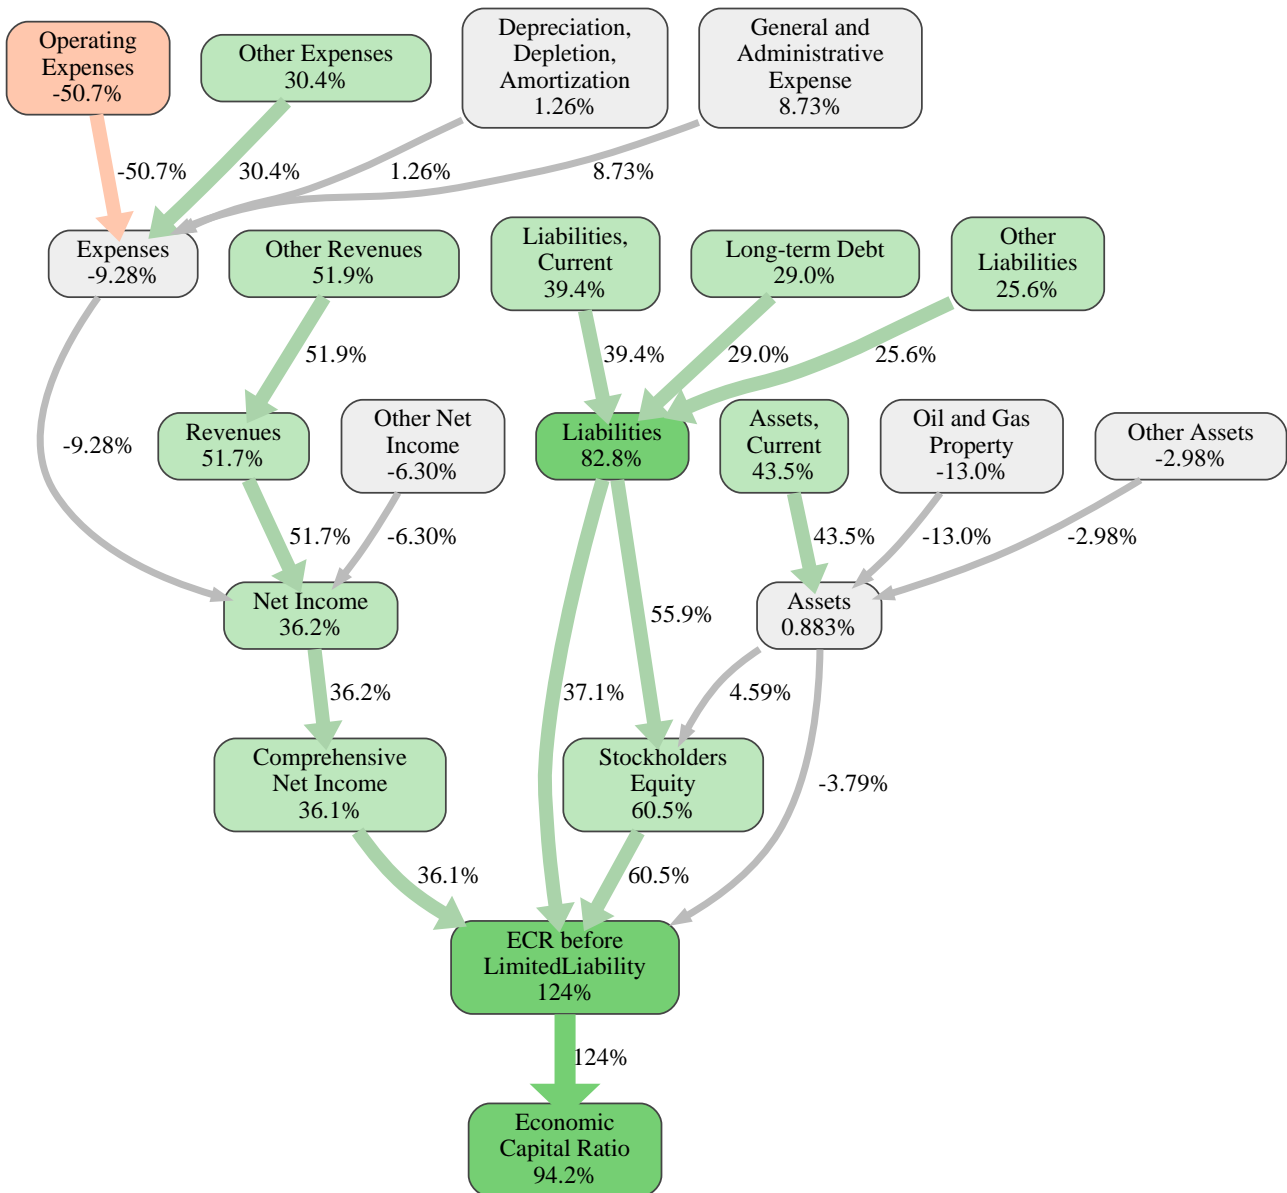 Operating
Expenses
-50.7%
Other Expenses
30.4%
Depreciation,
Depletion,
Amortization
1.26%
General and
Administrative
Expense
8.73%
-50.7%
30.4%
1.26%
8.73%
Expenses
-9.28%
Other Revenues
51.9%
Liabilities,
Current
39.4%
Long-term Debt
29.0%
Other
Liabilities
25.6%
51.9%
39.4%
29.0%
25.6%
-9.28%
Revenues
51.7%
Other Net
Income
-6.30%
Liabilities
82.8%
Assets,
Current
43.5%
Oil and Gas
Property
-13.0%
Other Assets
-2.98%
51.7%
-6.30%
43.5%
-13.0%
-2.98%
Net Income
36.2%
55.9%
Assets
0.883%
36.2%
37.1%
4.59%
Comprehensive
Net Income
36.1%
Stockholders
Equity
60.5%
-3.79%
36.1%
60.5%
ECR before
LimitedLiability
124%
124%
Economic
Capital Ratio
94.2%